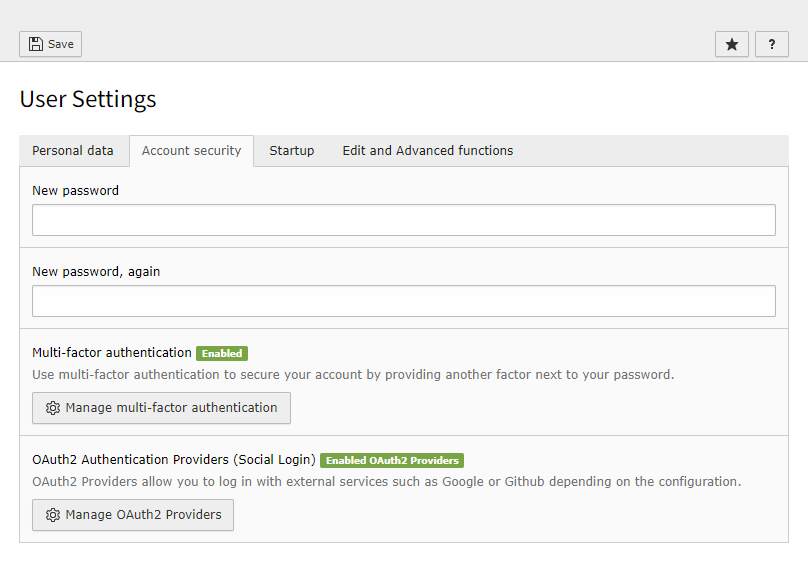 Save
?
User Settings
Personal data Account security Startup Edit and Advanced functions
New password
New password, again
Multi-factor authentication Enabled
Use multi-factor authentication to secure your account by providing another factor next to your password.
Manage multi-factor authentication
OAuth2 Authentication Providers (Social Login) Enabled OAuth2 Providers
OAuth2 Providers allow you to log in with external services such as Google or Github depending on the configuration.
Manage OAuth2 Providers